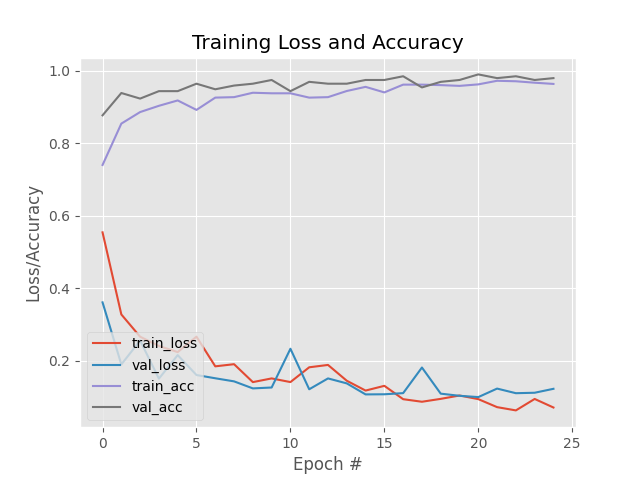 Training Loss and Accuracy
1.0
0.8
0.6
0.4
0.2
Loss/Accuracy
train_loss
val_loss
train_acc
val_acc
0 5 10 15 20 25
Epoch #